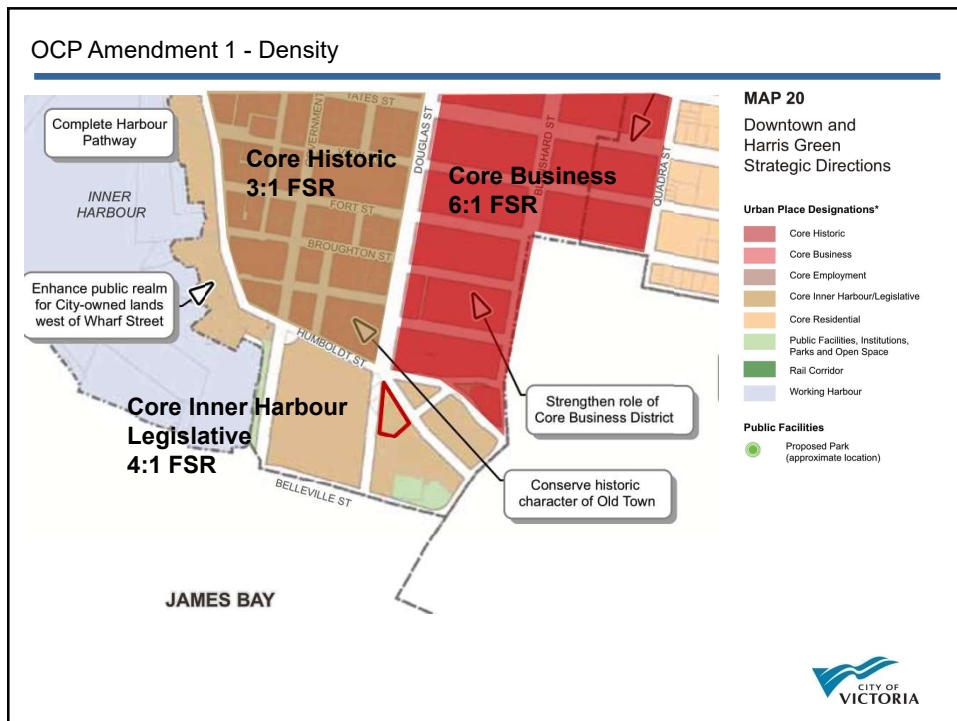 OCP Amendment 1 - Density
Complete Harbour
Pathway
INNER
HARBOUR
Enhance public realm
for City-owned lands
west of Wharf Street
Core Historic
3:1 FSR
Core Business
6:1 FSR
Core Inner Harbour
Legislative
4:1 FSR
YATES ST
GOVERNMENT
FORT ST
BROUGHTON ST
DOUGLAS ST
BLANSHARD ST
QUADRA ST
HUMBOLDT ST
BELLEVILLE ST
Strengthen role of
Core Business District
Conserve historic
character of Old Town
JAMES BAY
MAP 20
Downtown and
Harris Green
Strategic Directions
Urban Place Designations*
Core Historic
Core Business
Core Employment
Core Inner Harbour/Legislative
Core Residential
Public Facilities, Institutions,
Parks and Open Space
Rail Corridor
Working Harbour
Public Facilities
Proposed Park
(approximate location)
CITY OF
VICTORIA